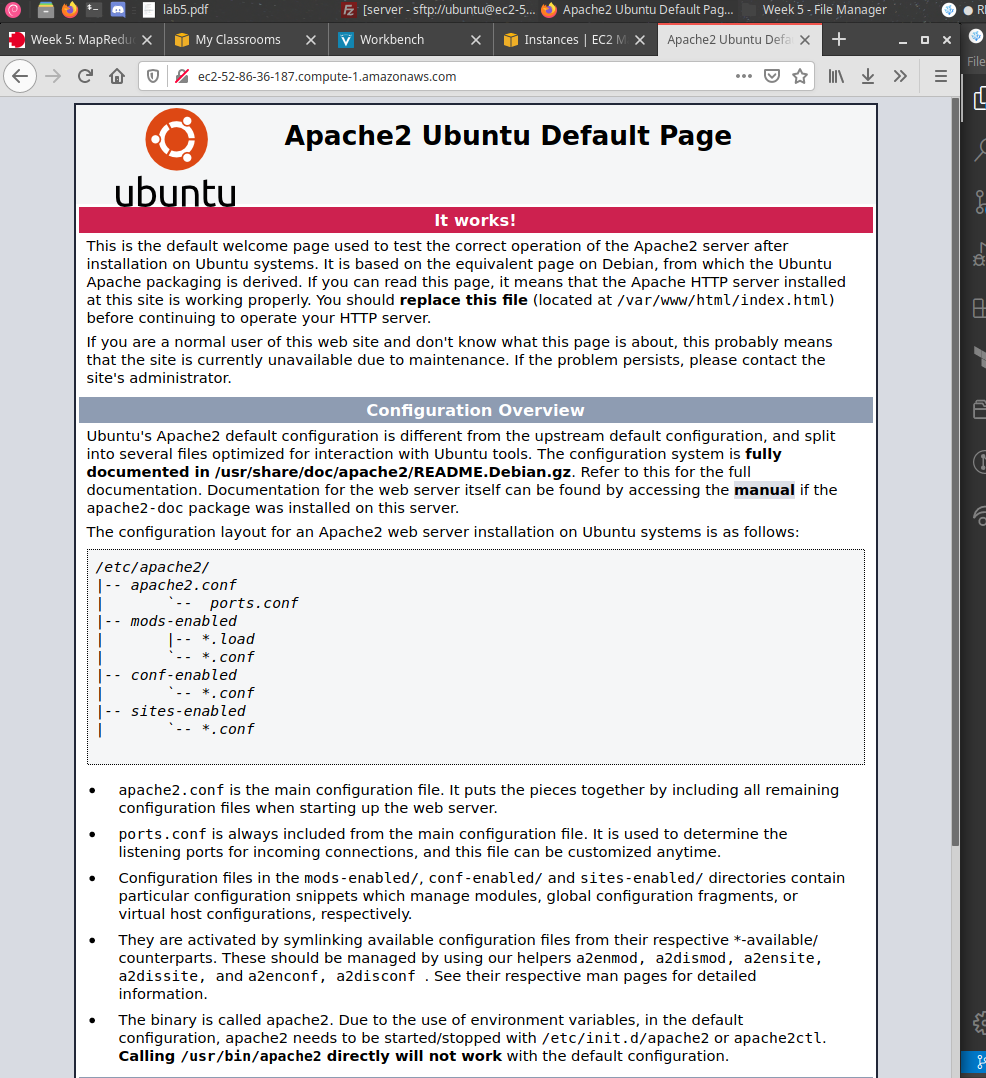 lab5.pdf
[server - sftp://ubuntu@ec2-5...
Apache2 Ubuntu Default Pag...
Week 5 - File Manager
Week 5: MapRedu
My Classrooms
Workbench
Instances | EC2 M
Apache2 Ubuntu Defa
File
ec2-52-86-36-187.compute-1.amazonaws.com
ubuntu
Apache2 Ubuntu Default Page
It works!
This is the default welcome page used to test the correct operation of the Apache2 server after
installation on Ubuntu systems. It is based on the equivalent page on Debian, from which the Ubuntu
Apache packaging is derived. If you can read this page, it means that the Apache HTTP server installed
at this site is working properly. You should replace this file (located at /var/www/html/index.html)
before continuing to operate your HTTP server.
If you are a normal user of this web site and don't know what this page is about, this probably means
that the site is currently unavailable due to maintenance. If the problem persists, please contact the
site's administrator.
Configuration Overview
Ubuntu's Apache2 default configuration is different from the upstream default configuration, and split
into several files optimized for interaction with Ubuntu tools. The configuration system is fully
documented in /usr/share/doc/apache2/README.Debian.gz. Refer to this for the full
documentation. Documentation for the web server itself can be found by accessing the manual if the
apache2-doc package was installed on this server.
The configuration layout for an Apache2 web server installation on Ubuntu systems is as follows:
/etc/apache2/
|-- apache2.conf
|       `--  ports.conf
|-- mods-enabled
|       |-- *.load
|       `-- *.conf
|-- conf-enabled
|       `-- *.conf
|-- sites-enabled
|       `-- *.conf
• apache2.conf is the main configuration file. It puts the pieces together by including all remaining
configuration files when starting up the web server.
• ports.conf is always included from the main configuration file. It is used to determine the
listening ports for incoming connections, and this file can be customized anytime.
• Configuration files in the mods-enabled/, conf-enabled/ and sites-enabled/ directories contain
particular configuration snippets which manage modules, global configuration fragments, or
virtual host configurations, respectively.
• They are activated by symlinking available configuration files from their respective *-available/
counterparts. These should be managed by using our helpers a2enmod, a2dismod, a2ensite,
a2dissite, and a2enconf, a2disconf . See their respective man pages for detailed
information.
• The binary is called apache2. Due to the use of environment variables, in the default
configuration, apache2 needs to be started/stopped with /etc/init.d/apache2 or apache2ctl.
Calling /usr/bin/apache2 directly will not work with the default configuration.